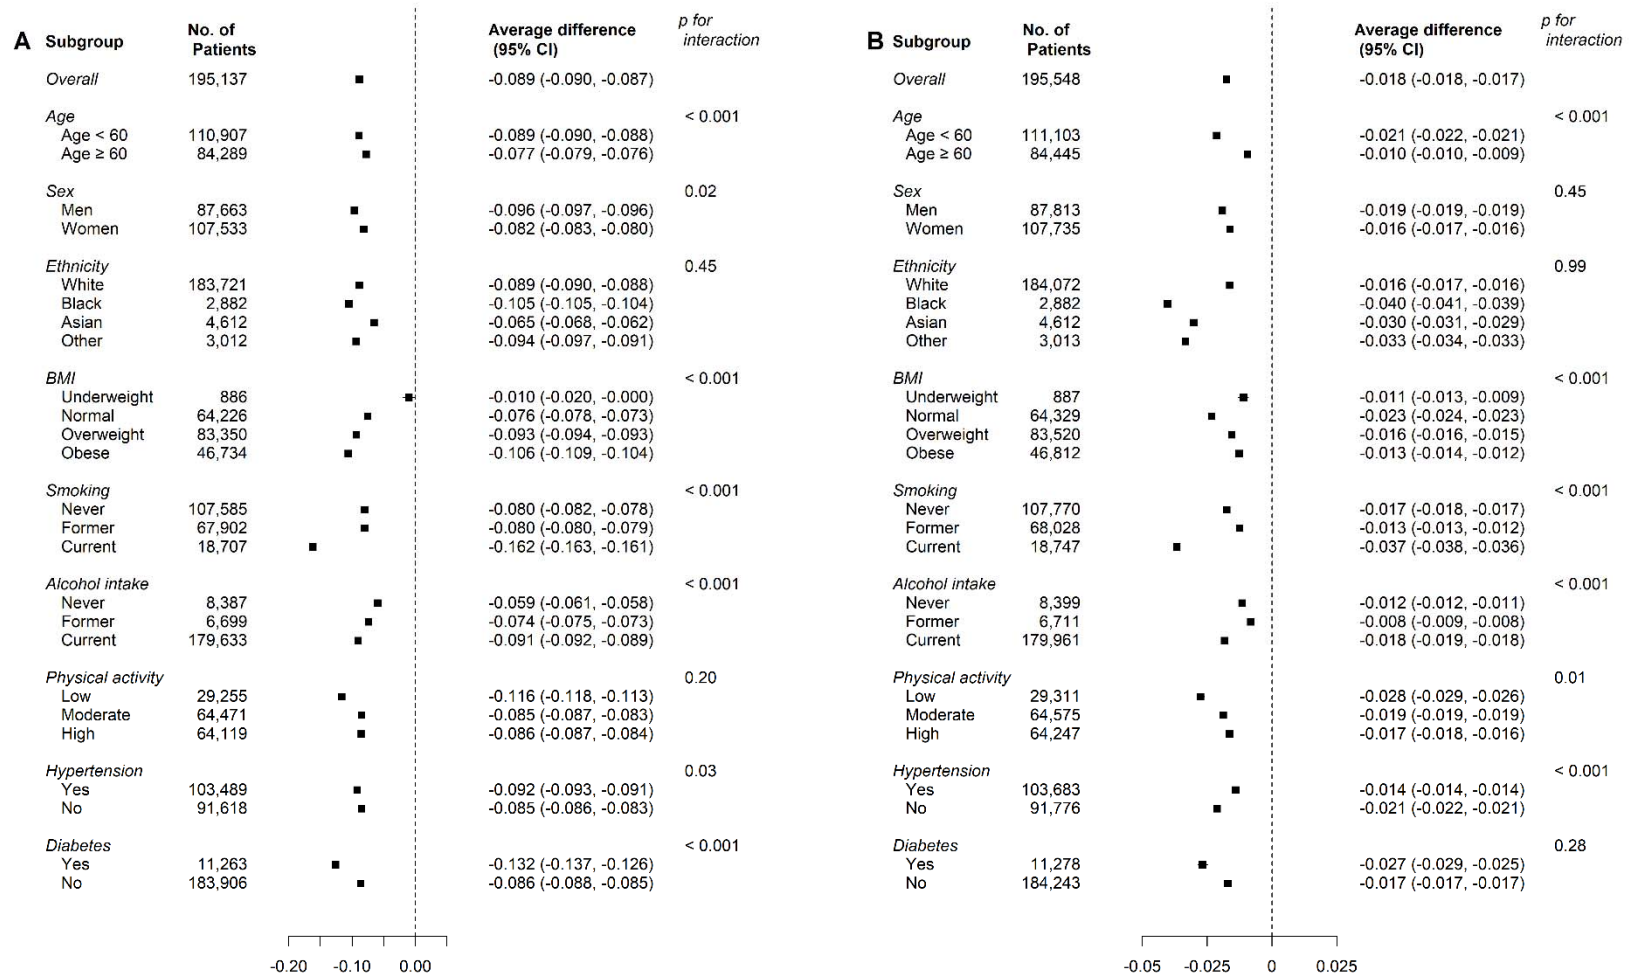 A Subgroup No. of Patients Average difference (95% CI) p for interaction
Overall 195,137 -0.089 (-0.090, -0.087)
Age < 0.001
Age < 60 110,907 -0.089 (-0.090, -0.088)
Age ≥ 60 84,289 -0.077 (-0.079, -0.076)
Sex 0.02
Men 87,663 -0.096 (-0.097, -0.096)
Women 107,533 -0.082 (-0.083, -0.080)
Ethnicity 0.45
White 183,721 -0.089 (-0.090, -0.088)
Black 2,882 -0.105 (-0.105, -0.104)
Asian 4,612 -0.065 (-0.068, -0.062)
Other 3,012 -0.094 (-0.097, -0.091)
BMI < 0.001
Underweight 886 -0.010 (-0.020, -0.000)
Normal 64,226 -0.076 (-0.078, -0.073)
Overweight 83,350 -0.093 (-0.094, -0.093)
Obese 46,734 -0.106 (-0.109, -0.104)
Smoking < 0.001
Never 107,585 -0.080 (-0.082, -0.078)
Former 67,902 -0.080 (-0.080, -0.079)
Current 18,707 -0.162 (-0.163, -0.161)
Alcohol intake < 0.001
Never 8,387 -0.059 (-0.061, -0.058)
Former 6,699 -0.074 (-0.075, -0.073)
Current 179,633 -0.091 (-0.092, -0.089)
Physical activity 0.20
Low 29,255 -0.116 (-0.118, -0.113)
Moderate 64,471 -0.085 (-0.087, -0.083)
High 64,119 -0.086 (-0.087, -0.084)
Hypertension 0.03
Yes 103,489 -0.092 (-0.093, -0.091)
No 91,618 -0.085 (-0.086, -0.083)
Diabetes < 0.001
Yes 11,263 -0.132 (-0.137, -0.126)
No 183,906 -0.086 (-0.088, -0.085)
-0.20 -0.10 0.00
B Subgroup No. of Patients Average difference (95% CI) p for interaction
Overall 195,548 -0.018 (-0.018, -0.017)
Age < 0.001
Age < 60 111,103 -0.021 (-0.022, -0.021)
Age ≥ 60 84,445 -0.010 (-0.010, -0.009)
Sex 0.45
Men 87,813 -0.019 (-0.019, -0.019)
Women 107,735 -0.016 (-0.017, -0.016)
Ethnicity 0.99
White 184,072 -0.016 (-0.017, -0.016)
Black 2,882 -0.040 (-0.041, -0.039)
Asian 4,612 -0.030 (-0.031, -0.029)
Other 3,013 -0.033 (-0.034, -0.033)
BMI < 0.001
Underweight 887 -0.011 (-0.013, -0.009)
Normal 64,329 -0.023 (-0.024, -0.023)
Overweight 83,520 -0.016 (-0.016, -0.015)
Obese 46,812 -0.013 (-0.014, -0.012)
Smoking < 0.001
Never 107,770 -0.017 (-0.018, -0.017)
Former 68,028 -0.013 (-0.013, -0.012)
Current 18,747 -0.037 (-0.038, -0.036)
Alcohol intake < 0.001
Never 8,399 -0.012 (-0.012, -0.011)
Former 6,711 -0.008 (-0.009, -0.008)
Current 179,961 -0.018 (-0.019, -0.018)
Physical activity 0.01
Low 29,311 -0.028 (-0.029, -0.026)
Moderate 64,575 -0.019 (-0.019, -0.019)
High 64,247 -0.017 (-0.018, -0.016)
Hypertension < 0.001
Yes 103,683 -0.014 (-0.014, -0.014)
No 91,776 -0.021 (-0.022, -0.021)
Diabetes 0.28
Yes 11,278 -0.027 (-0.029, -0.025)
No 184,243 -0.017 (-0.017, -0.017)
-0.05 -0.025 0 0.025